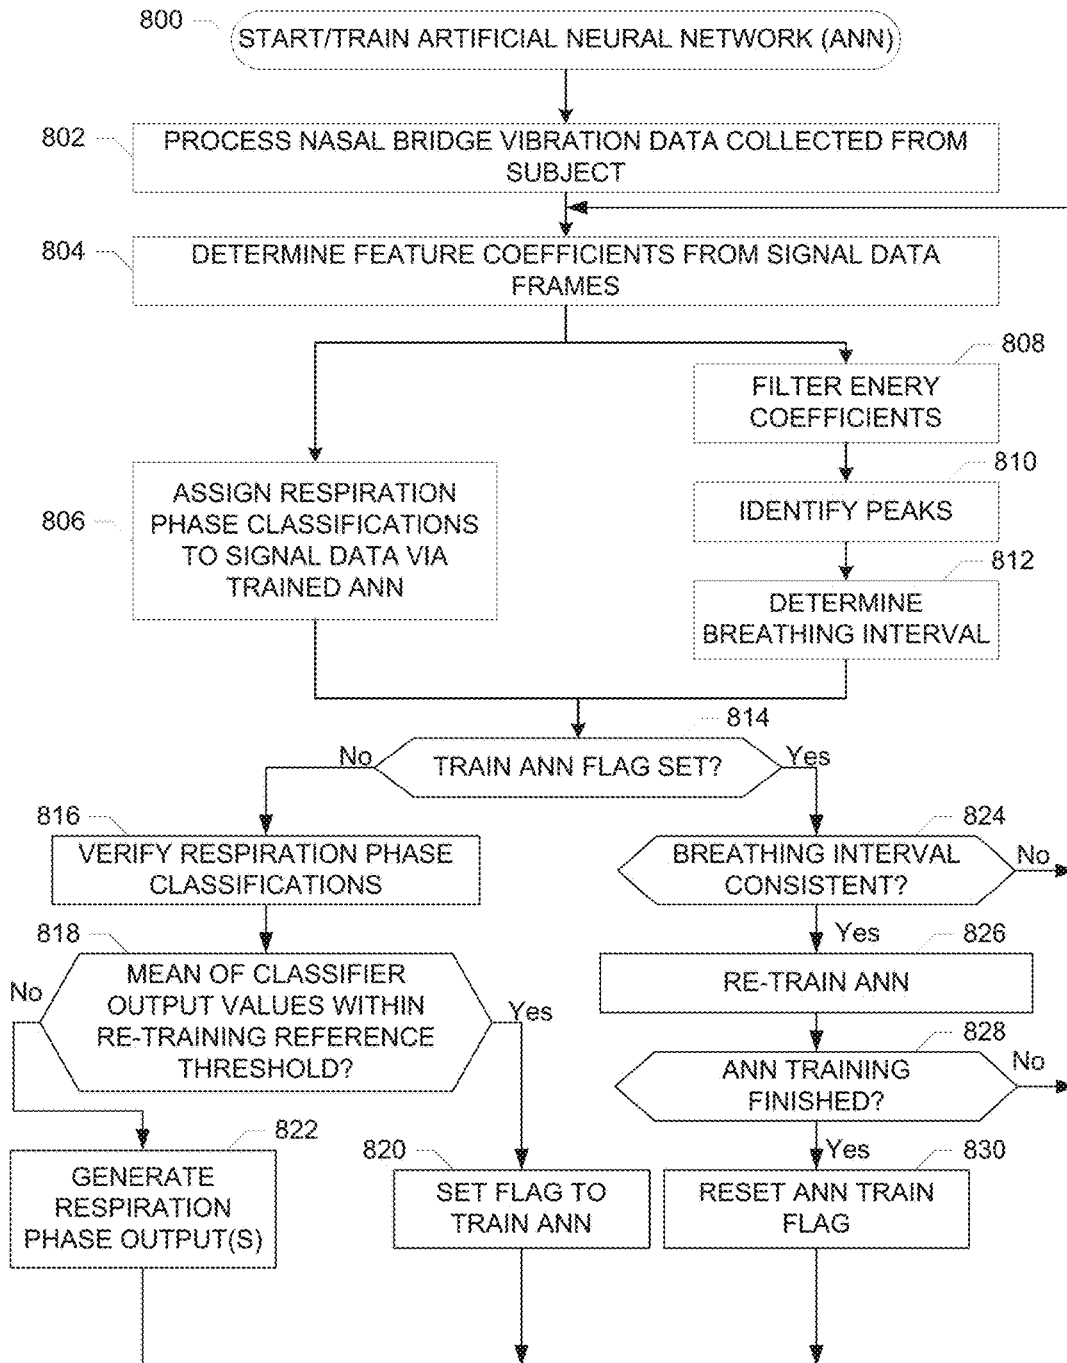 800
START/TRAIN ARTIFICIAL NEURAL NETWORK (ANN)
802
PROCESS NASAL BRIDGE VIBRATION DATA COLLECTED FROM
SUBJECT
804
DETERMINE FEATURE COEFFICIENTS FROM SIGNAL DATA
FRAMES
808
FILTER ENERY
COEFFICIENTS
806
ASSIGN RESPIRATION
PHASE CLASSIFICATIONS
TO SIGNAL DATA VIA
TRAINED ANN
810
IDENTIFY PEAKS
812
DETERMINE
BREATHING INTERVAL
814
No
TRAIN ANN FLAG SET?
Yes
816
VERIFY RESPIRATION PHASE
CLASSIFICATIONS
824
BREATHING INTERVAL
CONSISTENT?
No
Yes
818
No
MEAN OF CLASSIFIER
OUTPUT VALUES WITHIN
RE-TRAINING REFERENCE
THRESHOLD?
Yes
826
RE-TRAIN ANN
828
ANN TRAINING
FINISHED?
No
Yes
822
GENERATE
RESPIRATION
PHASE OUTPUT(S)
820
SET FLAG TO
TRAIN ANN
830
RESET ANN TRAIN
FLAG